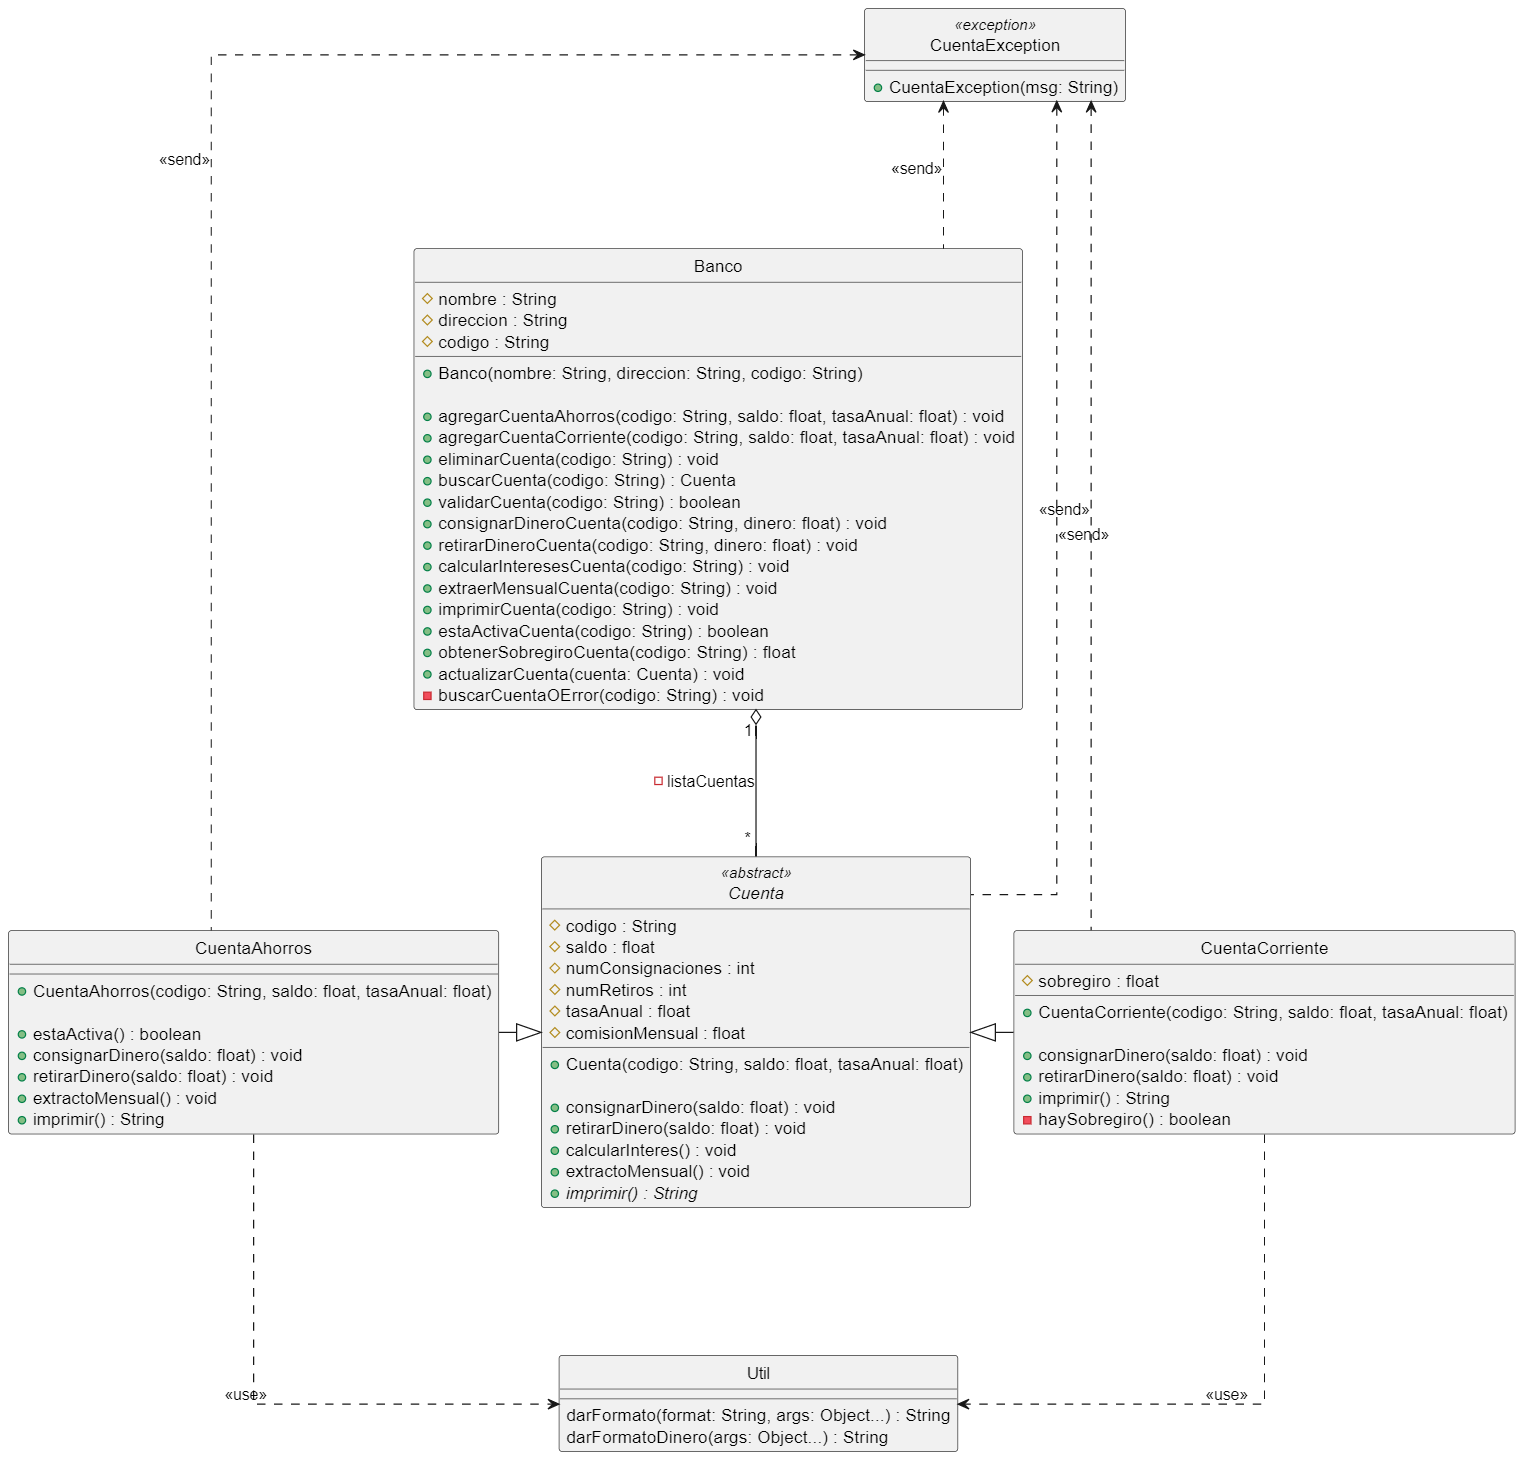 «exception»
CuentaException
CuentaException(msg: String)
«send»
«send»
Banco
nombre : String
direccion : String
codigo : String
Banco(nombre: String, direccion: String, codigo: String)
agregarCuentaAhorros(codigo: String, saldo: float, tasaAnual: float) : void
agregarCuentaCorriente(codigo: String, saldo: float, tasaAnual: float) : void
eliminarCuenta(codigo: String) : void
buscarCuenta(codigo: String) : Cuenta
validarCuenta(codigo: String) : boolean
consignarDineroCuenta(codigo: String, dinero: float) : void
retirarDineroCuenta(codigo: String, dinero: float) : void
calcularInteresesCuenta(codigo: String) : void
extraerMensualCuenta(codigo: String) : void
imprimirCuenta(codigo: String) : void
estaActivaCuenta(codigo: String) : boolean
obtenerSobregiroCuenta(codigo: String) : float
actualizarCuenta(cuenta: Cuenta) : void
buscarCuentaOError(codigo: String) : void
«send»
«send»
1
listaCuentas
*
«abstract»
Cuenta
codigo : String
saldo : float
numConsignaciones : int
numRetiros : int
tasaAnual : float
comisionMensual : float
Cuenta(codigo: String, saldo: float, tasaAnual: float)
consignarDinero(saldo: float) : void
retirarDinero(saldo: float) : void
calcularInteres() : void
extractoMensual() : void
imprimir() : String
CuentaAhorros
CuentaAhorros(codigo: String, saldo: float, tasaAnual: float)
estaActiva() : boolean
consignarDinero(saldo: float) : void
retirarDinero(saldo: float) : void
extractoMensual() : void
imprimir() : String
CuentaCorriente
sobregiro : float
CuentaCorriente(codigo: String, saldo: float, tasaAnual: float)
consignarDinero(saldo: float) : void
retirarDinero(saldo: float) : void
imprimir() : String
haySobregiro() : boolean
«use»
«use»
Util
darFormato(format: String, args: Object...) : String
darFormatoDinero(args: Object...) : String